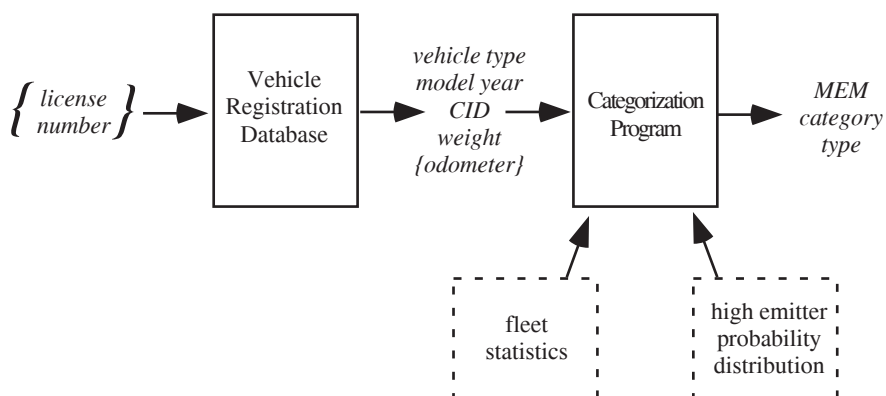 { license
number }
Vehicle
Registration
Database
vehicle type
model year
CID
weight
{odometer}
Categorization
Program
MEM
category
type
fleet
statistics
high emitter
probability
distribution